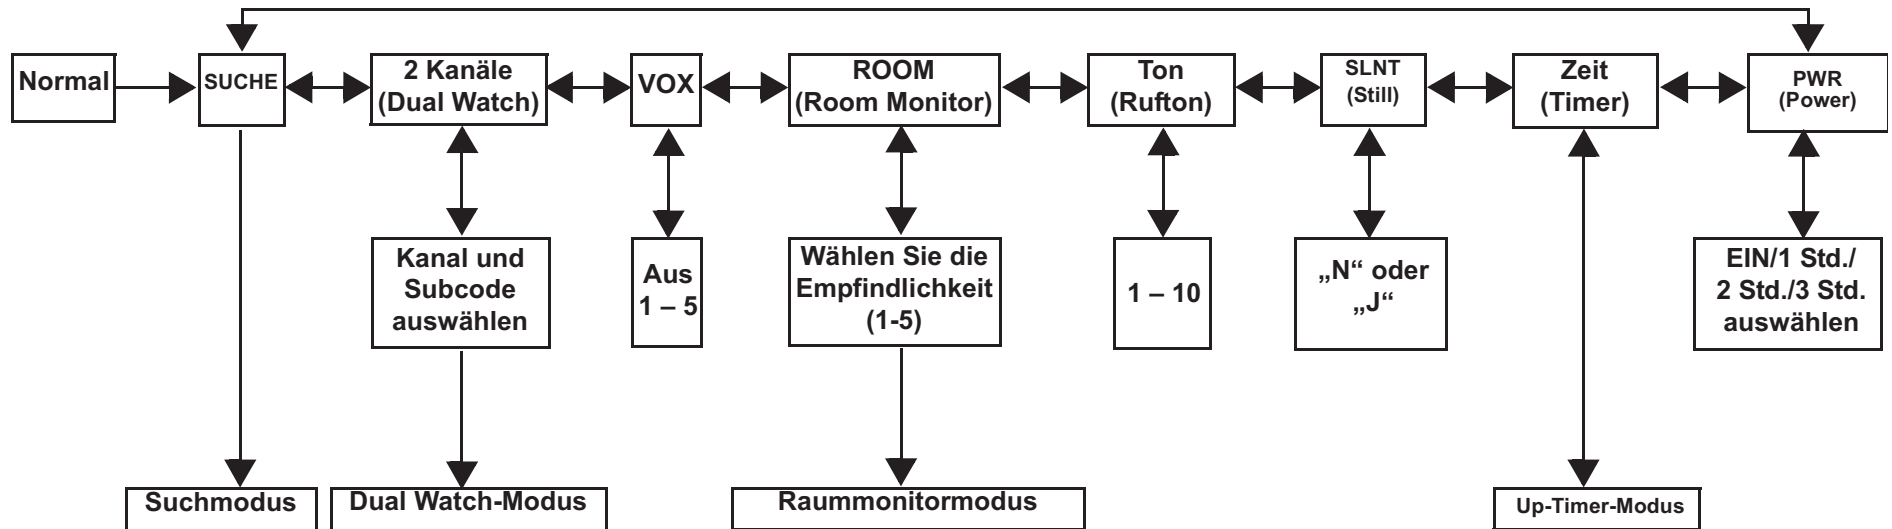 Normal
SUCHE
2 Kanäle
(Dual Watch)
VOX
ROOM
(Room Monitor)
Ton
(Rufton)
SLNT
(Still)
Zeit
(Timer)
PWR
(Power)
Kanal und
Subcode
auswählen
Aus
1 – 5
Wählen Sie die
Empfindlichkeit
(1-5)
1 – 10
„N“ oder
„J“
EIN/1 Std./
2 Std./3 Std.
auswählen
Suchmodus
Dual Watch-Modus
Raummonitormodus
Up-Timer-Modus